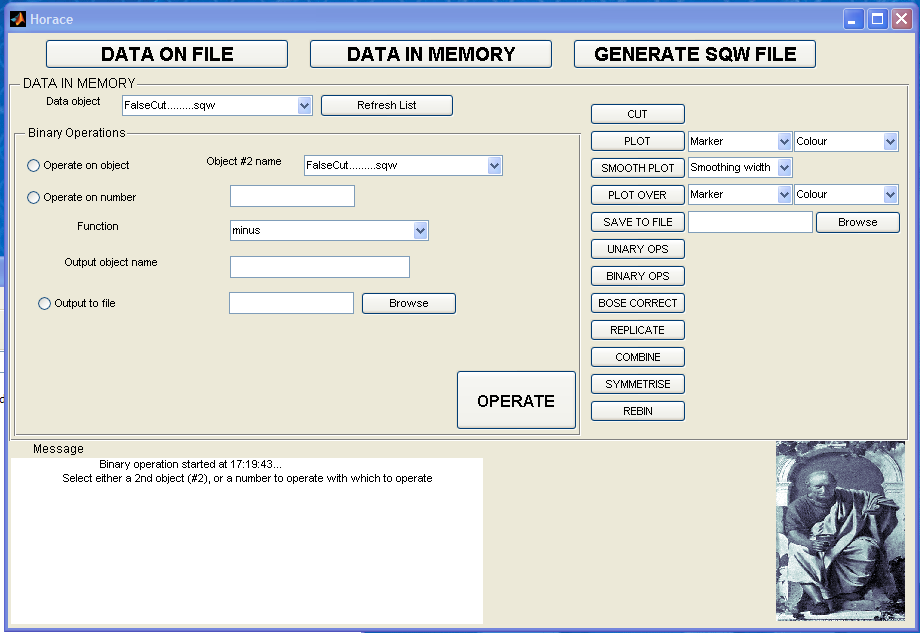 Horace
DATA ON FILE DATA IN MEMORY GENERATE SQW FILE
DATA IN MEMORY
Data object FalseCut.........sqw Refresh List
Binary Operations
Operate on object Object #2 name FalseCut.........sqw
Operate on number
Function minus
Output object name
Output to file Browse
OPERATE
CUT
PLOT Marker Colour
SMOOTH PLOT Smoothing width
PLOT OVER Marker Colour
SAVE TO FILE Browse
UNARY OPS
BINARY OPS
BOSE CORRECT
REPLICATE
COMBINE
SYMMETRISE
REBIN
Message
Binary operation started at 17:19:43...
Select either a 2nd object (#2), or a number to operate with which to operate